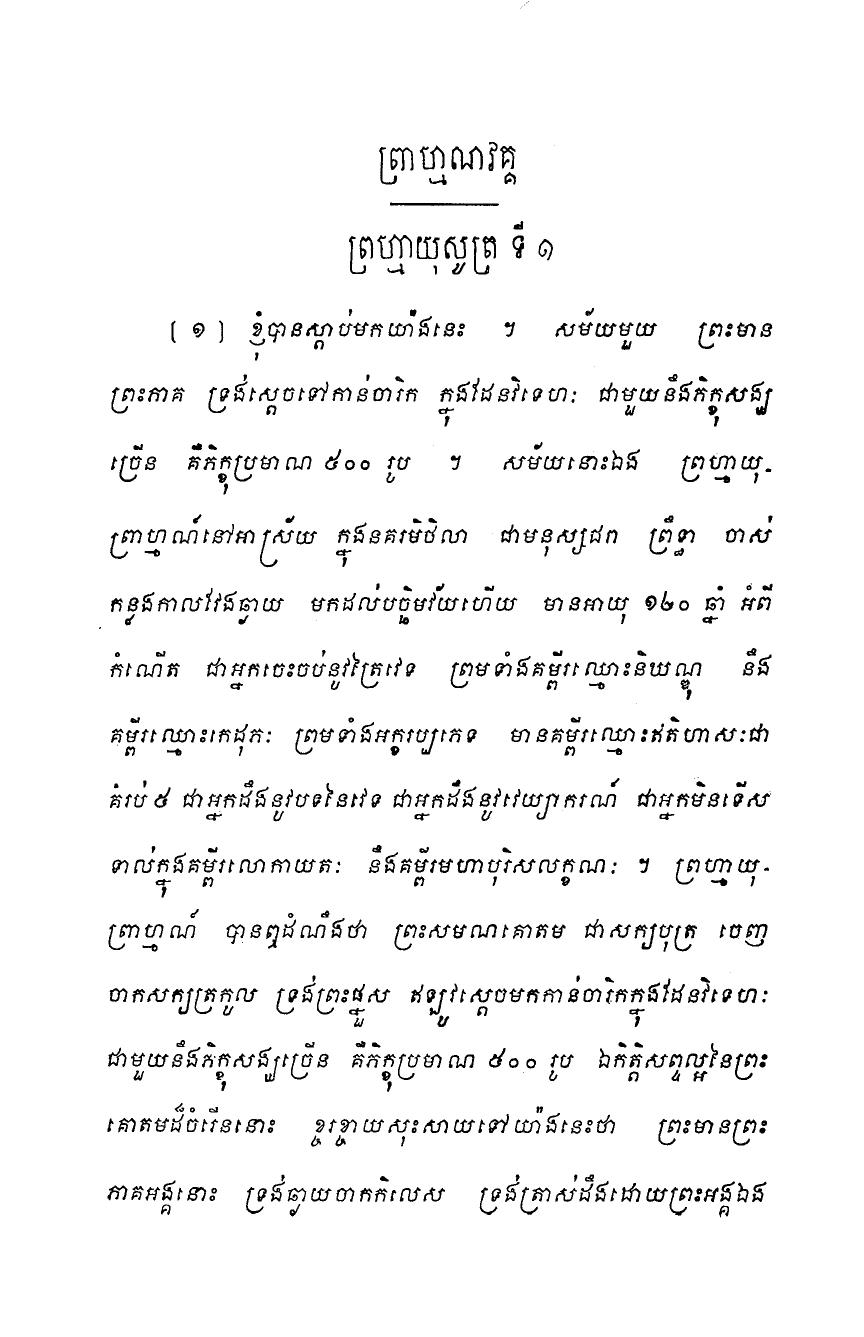 ព្រាហ្មណវគ្គ
ព្រហ្មាយុសូត្រ ទី ១
[ ១ ] ខ្ញុំបានស្តាប់មកយ៉ាងនេះ ។ សម័យមួយ ព្រះមាន
ព្រះភាគ ទ្រង់ស្តេចទៅកាន់ចារិក ក្នុងដែនវិទេហៈ ជាមួយនឹងភិក្ខុសង្ឃ
ច្រើន គឺភិក្ខុប្រមាណ ៥០០ រូប ។ សម័យនោះឯង ព្រហ្មាយុ-
ព្រាហ្មណ៍នៅអាស្រ័យ ក្នុងនគរមិថិលា ជាមនុស្សជរា ព្រឹទ្ធា ចាស់
កន្លងកាលវែងឆ្ងាយ មកដល់បច្ឆិមវ័យហើយ មានអាយុ ១២០ ឆ្នាំ អំពី
កំណើត ជាអ្នកចេះចប់នូវត្រៃវេទ ព្រមទាំងគម្ពីរឈ្មោះនិឃណ្ឌុ នឹង
គម្ពីរឈ្មោះកេដុភៈ ព្រមទាំងអក្ខរប្បភេទ មានគម្ពីរឈ្មោះឥតិហាសៈជា
គំរប់ ៥ ជាអ្នកដឹងនូវបទនៃវេទ ជាអ្នកដឹងនូវវេយ្យាករណ៍ ជាអ្នកមិនទើស
ទាល់ក្នុងគម្ពីរលោកាយតៈ នឹងគម្ពីរមហាបុរិសលក្ខណៈ ។ ព្រហ្មាយុ-
ព្រាហ្មណ៍ បានឮដំណឹងថា ព្រះសមណគោតម ជាសក្យបុត្រ ចេញ
ចាកសក្យត្រកូល ទ្រង់ព្រះផ្នួស ឥឡូវស្តេចមកកាន់ចារិកក្នុងដែនវិទេហៈ
ជាមួយនឹងភិក្ខុសង្ឃច្រើន គឺភិក្ខុប្រមាណ ៥០០ រូប ឯកិត្តិសព្ទល្អនៃព្រះ
គោតមដ៏ចំរើននោះ ខ្ចរខ្ចាយសុះសាយទៅយ៉ាងនេះថា ព្រះមានព្រះ
ភាគអង្គនោះ ទ្រង់ឆ្ងាយចាកកិលេស ទ្រង់ត្រាស់ដឹងដោយព្រះអង្គឯង